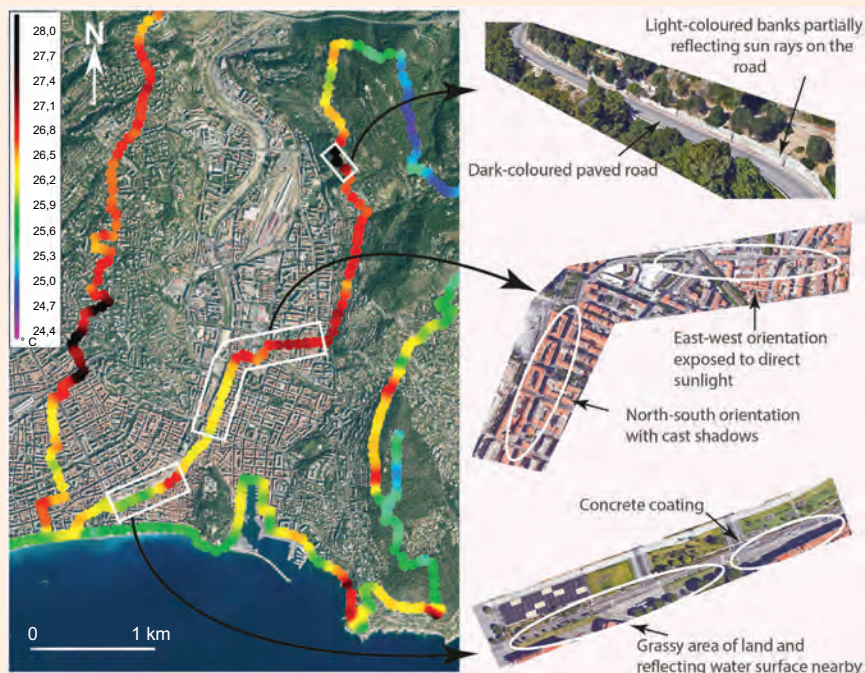 N
28,0
27,7
27,4
27,1
26,8
26,5
26,2
25,9
25,6
25,3
25,0
24,7
24,4
° C
0 1 km
Light-coloured banks partially
reflecting sun rays on the
road
Dark-coloured paved road
East-west orientation
exposed to direct
sunlight
North-south orientation
with cast shadows
Concrete coating
Grassy area of land and
reflecting water surface nearby